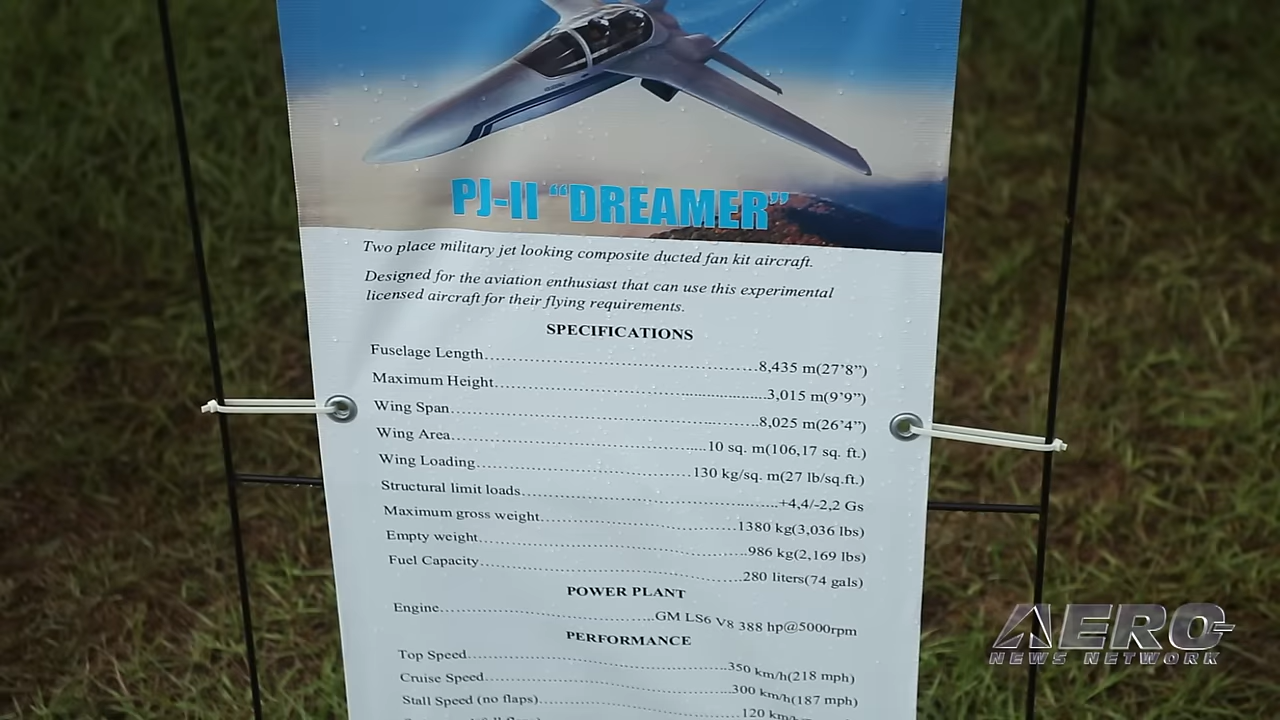 PJ-II “DREAMER”
Two place military jet looking composite ducted fan kit aircraft.
Designed for the aviation enthusiast that can use this experimental
licensed aircraft for their flying requirements.
SPECIFICATIONS
Fuselage Length..........8,435 m(27’8”)
Maximum Height..........3,015 m(9’9”)
Wing Span..........8,025 m(26’4”)
Wing Area..........10 sq. m(106,17 sq. ft.)
Wing Loading..........130 kg/sq. m(27 lb/sq.ft.)
Structural limit loads..........+4,4/-2,2 Gs
Maximum gross weight..........1380 kg(3,036 lbs)
Empty weight..........986 kg(2,169 lbs)
Fuel Capacity..........280 liters(74 gals)
POWER PLANT
Engine..........GM LS6 V8 388 hp@5000rpm
PERFORMANCE
Top Speed..........350 km/h(218 mph)
Cruise Speed..........300 km/h(187 mph)
Stall Speed (no flaps)..........120
AERO
NEWS NETWORK